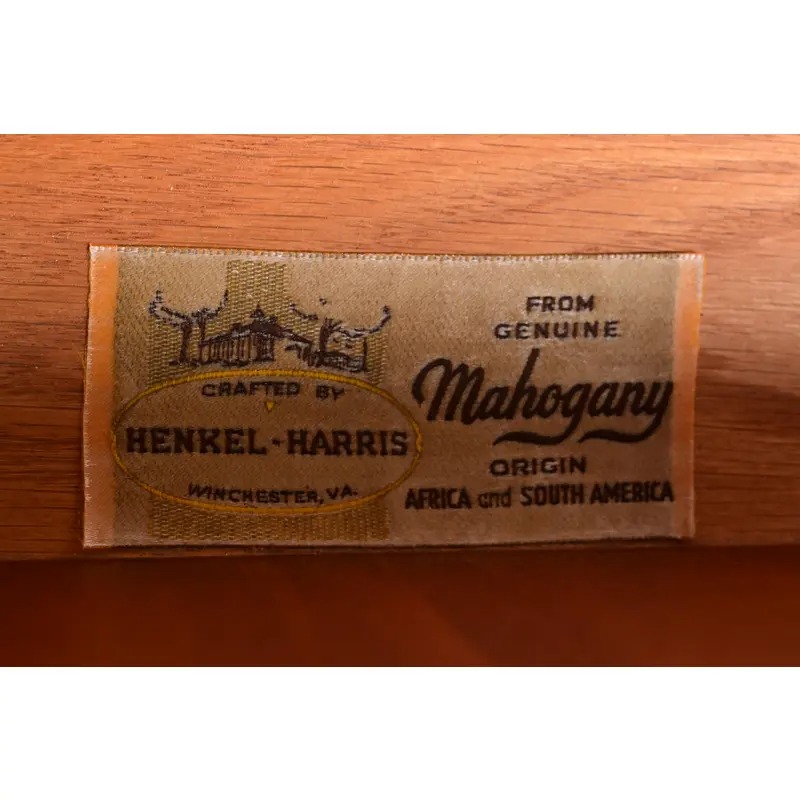 CRAFTED BY
HENKEL-HARRIS
WINCHESTER, VA.
FROM
GENUINE
Mahogany
ORIGIN
AFRICA and SOUTH AMERICA